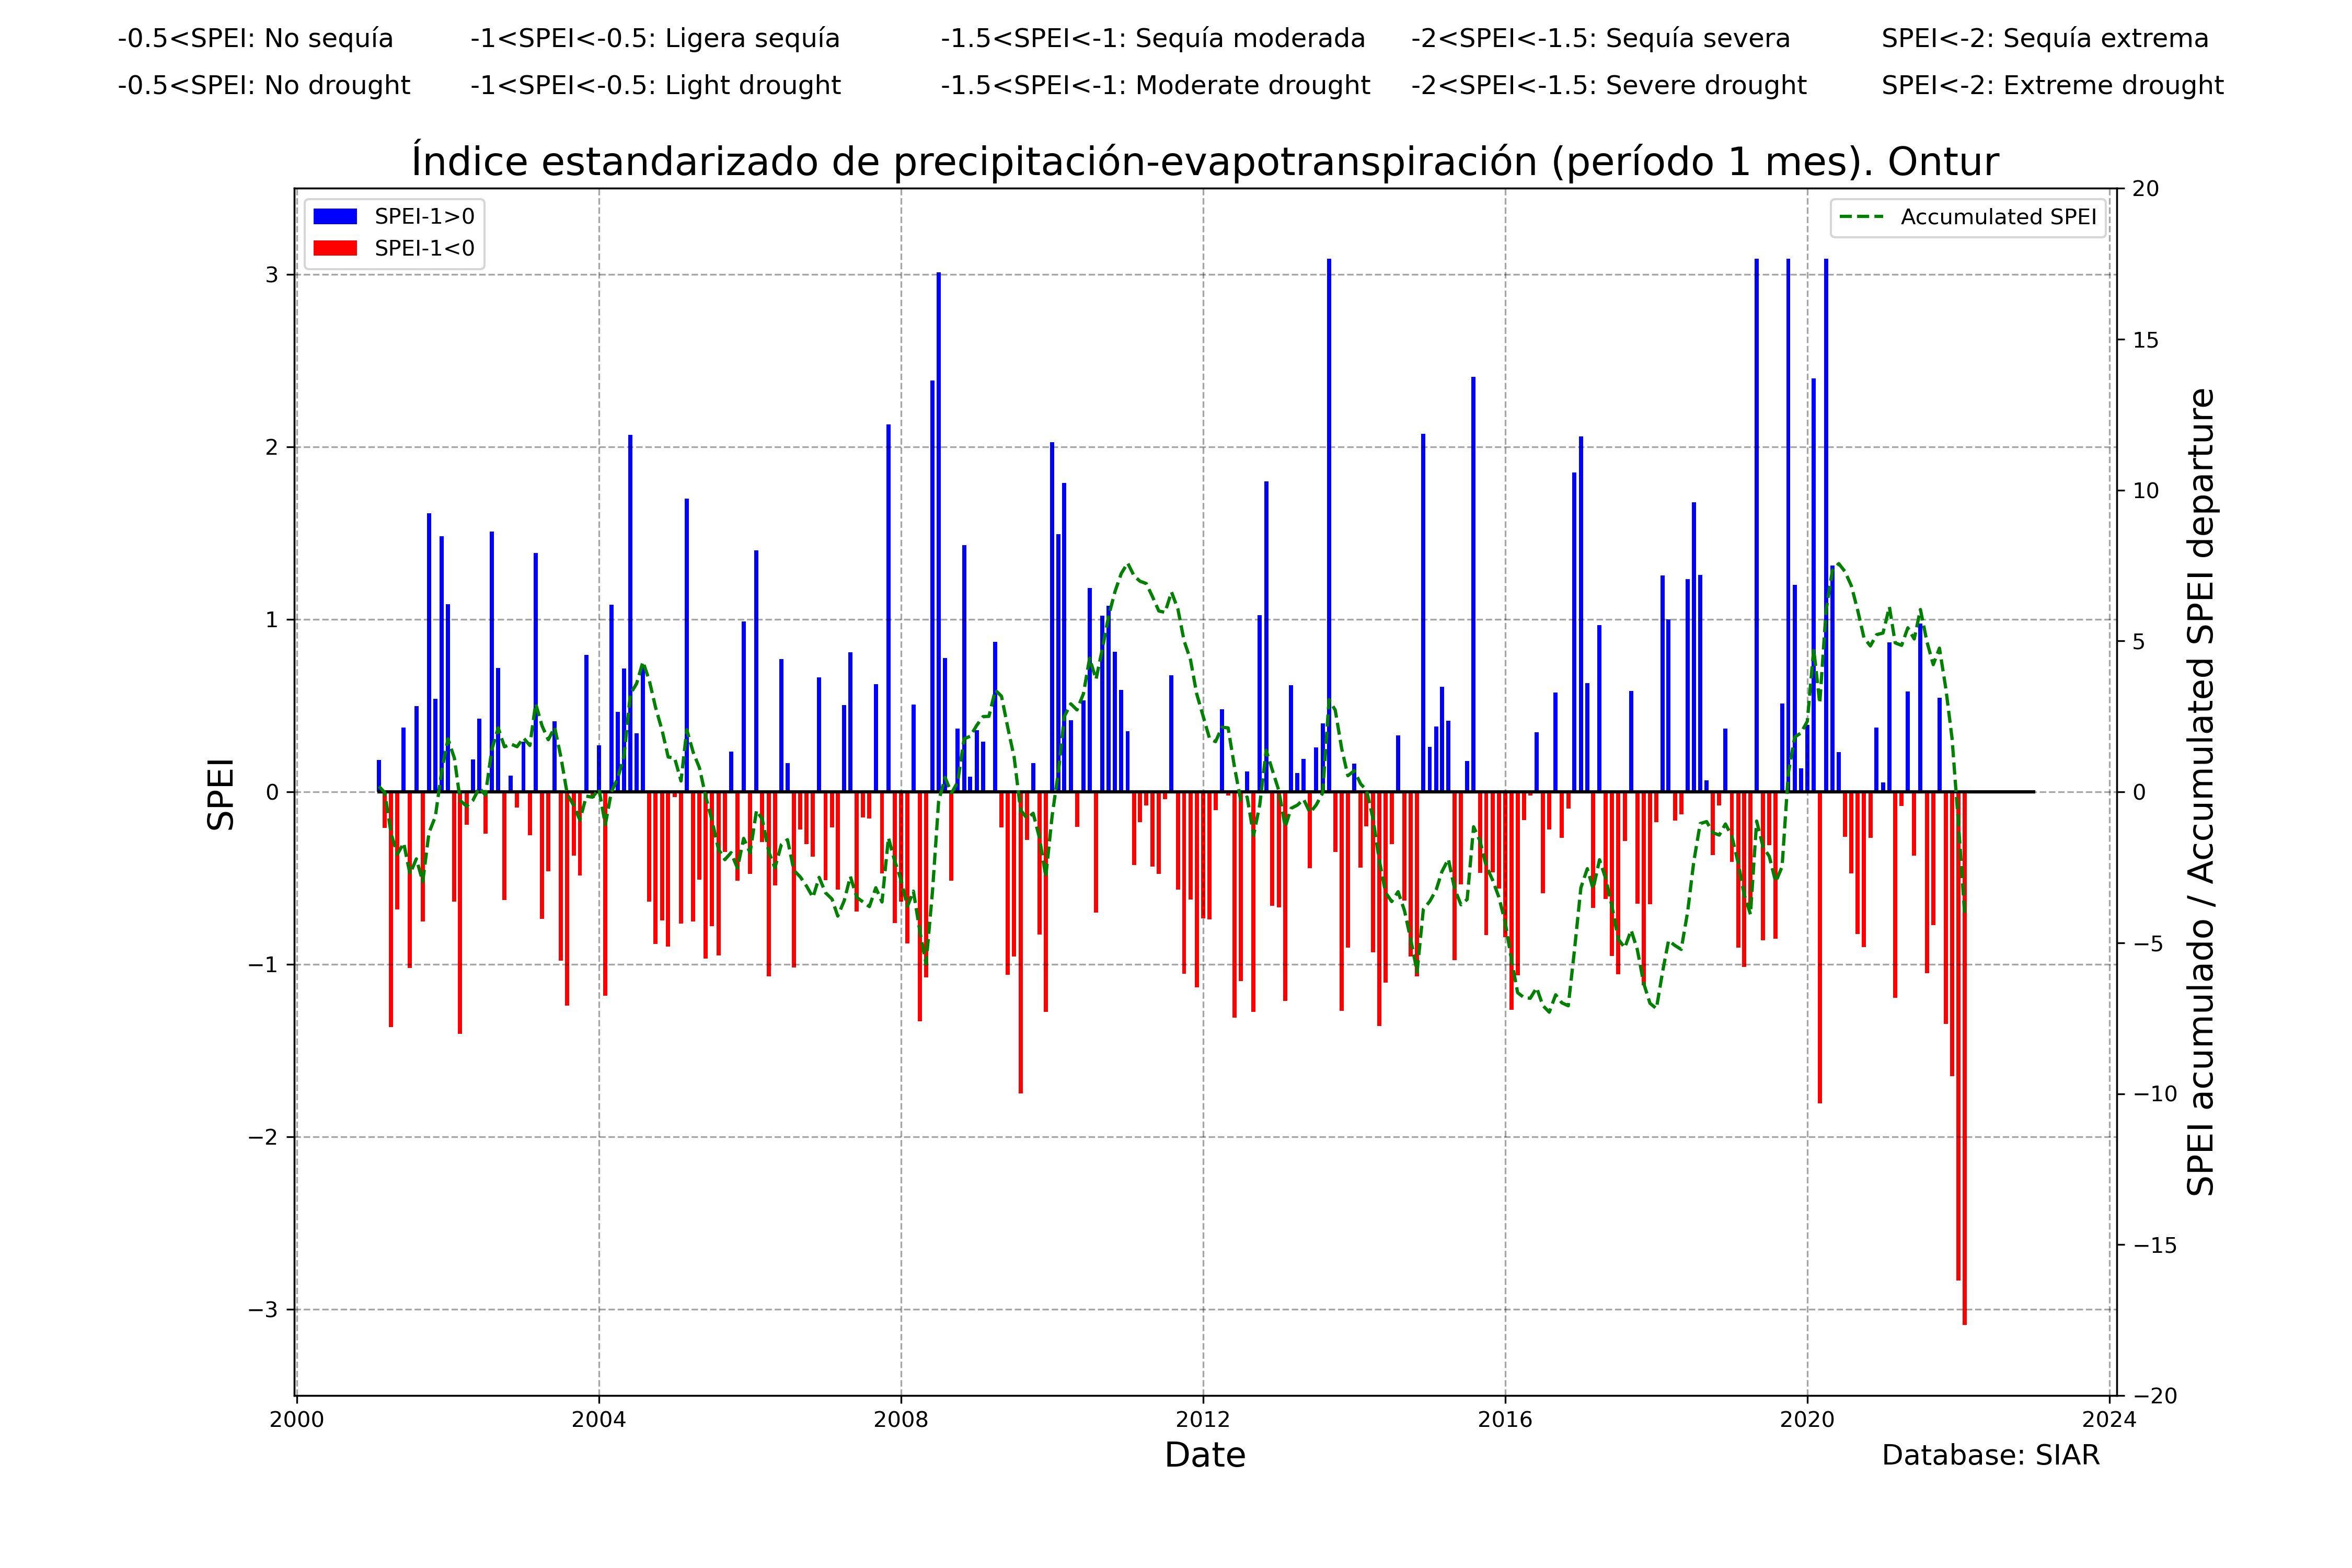 -0.5<SPEI: No sequía -1<SPEI<-0.5: Ligera sequía -1.5<SPEI<-1: Sequía moderada -2<SPEI<-1.5: Sequía severa SPEI<-2: Sequía extrema
-0.5<SPEI: No drought -1<SPEI<-0.5: Light drought -1.5<SPEI<-1: Moderate drought -2<SPEI<-1.5: Severe drought SPEI<-2: Extreme drought
Índice estandarizado de precipitación-evapotranspiración (período 1 mes). Ontur
SPEI-1>0
SPEI-1<0
Accumulated SPEI
SPEI
3
2
1
0
−1
−2
−3
20
15
10
5
0
−5
−10
−15
−20
SPEI acumulado / Accumulated SPEI departure
2000 2004 2008 2012 2016 2020 2024
Date
Database: SIAR